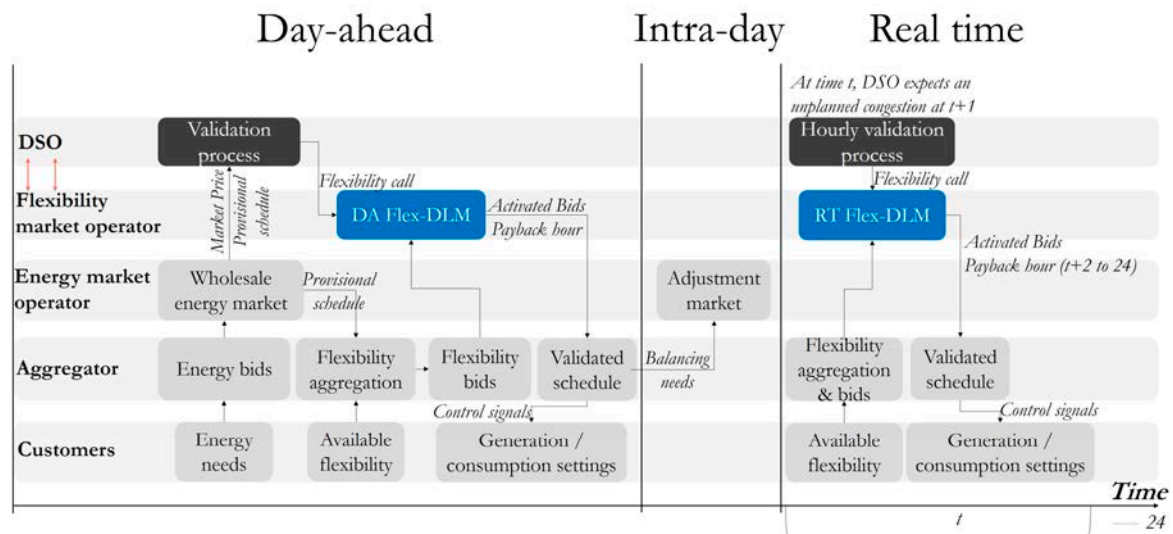 Day-ahead
Intra-day
Real time
At time t, DSO expects an
unplanned congestion at t+1
DSO
Validation
process
Hourly validation
process
Flexibility call
Flexibility call
Market Price
Provisional
schedule
Flexibility
market operator
DA Flex-DLM
Activated Bids
Payback hour
RT Flex-DLM
Activated Bids
Payback hour (t+2 to 24)
Energy market
operator
Wholesale
energy market
Provisional
schedule
Adjustment
market
Aggregator
Energy bids
Flexibility
aggregation
Flexibility
bids
Validated
schedule
Balancing
needs
Flexibility
aggregation
& bids
Validated
schedule
Control signals
Control signals
Customers
Energy
needs
Available
flexibility
Generation /
consumption settings
Available
flexibility
Generation /
consumption settings
Time
t
24